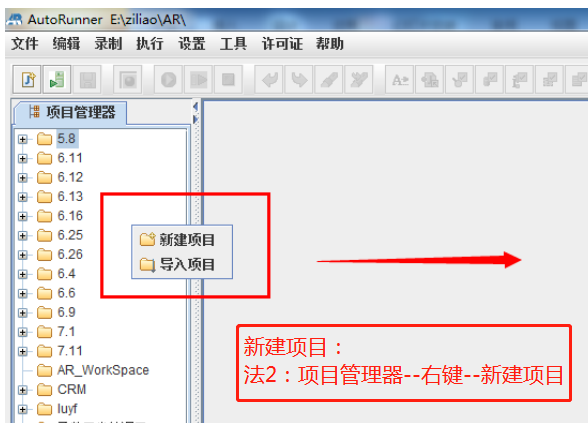 AutoRunner E:\ziliao\AR\
文件 编辑 录制 执行 设置 工具 许可证 帮助
项目管理器
5.8
6.11
6.12
6.13
6.16
6.25
6.26
6.4
6.6
6.9
7.1
7.11
AR_WorkSpace
CRM
luyf
新建项目
导入项目
新建项目：
法2：项目管理器--右键--新建项目